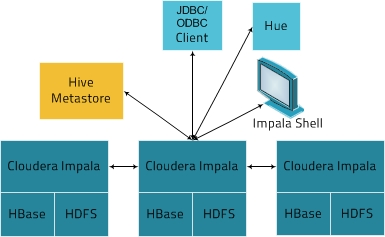 JDBC/
ODBC
Client
Hue
Hive
Metastore
Impala Shell
Cloudera Impala
Cloudera Impala
Cloudera Impala
HBase
HDFS
HBase
HDFS
HBase
HDFS